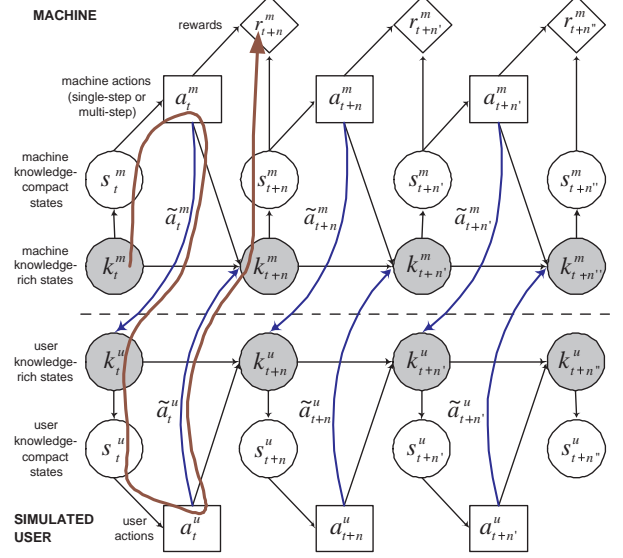 MACHINE
rewards
r^m_{t+n}
r^m_{t+n'}
r^m_{t+n''}
machine actions
(single-step or
multi-step)
a^m_t
a^m_{t+n}
a^m_{t+n'}
machine
knowledge-
compact
states
s^m_t
s^m_{t+n}
s^m_{t+n'}
s^m_{t+n''}
ã^m_t
ã^m_{t+n}
ã^m_{t+n'}
machine
knowledge-
rich states
k^m_t
k^m_{t+n}
k^m_{t+n'}
k^m_{t+n''}
user
knowledge-
rich states
k^u_t
k^u_{t+n}
k^u_{t+n'}
k^u_{t+n''}
ã^u_t
ã^u_{t+n}
ã^u_{t+n'}
user
knowledge-
compact
states
s^u_t
s^u_{t+n}
s^u_{t+n'}
s^u_{t+n''}
SIMULATED
USER
user
actions
a^u_t
a^u_{t+n}
a^u_{t+n'}